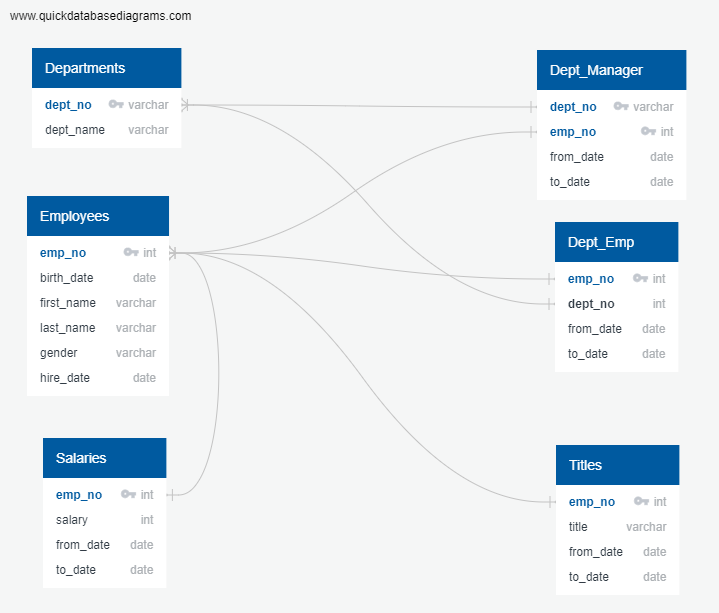 www.quickdatabasediagrams.com
Departments
dept_no varchar
dept_name varchar
Employees
emp_no int
birth_date date
first_name varchar
last_name varchar
gender varchar
hire_date date
Salaries
emp_no int
salary int
from_date date
to_date date
Dept_Manager
dept_no varchar
emp_no int
from_date date
to_date date
Dept_Emp
emp_no int
dept_no int
from_date date
to_date date
Titles
emp_no int
title varchar
from_date date
to_date date